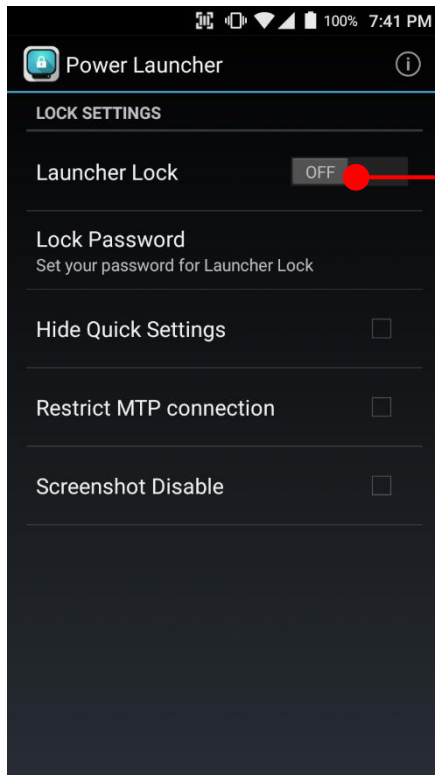 100% 7:41 PM
Power Launcher
LOCK SETTINGS
Launcher Lock OFF
Lock Password
Set your password for Launcher Lock
Hide Quick Settings
Restrict MTP connection
Screenshot Disable